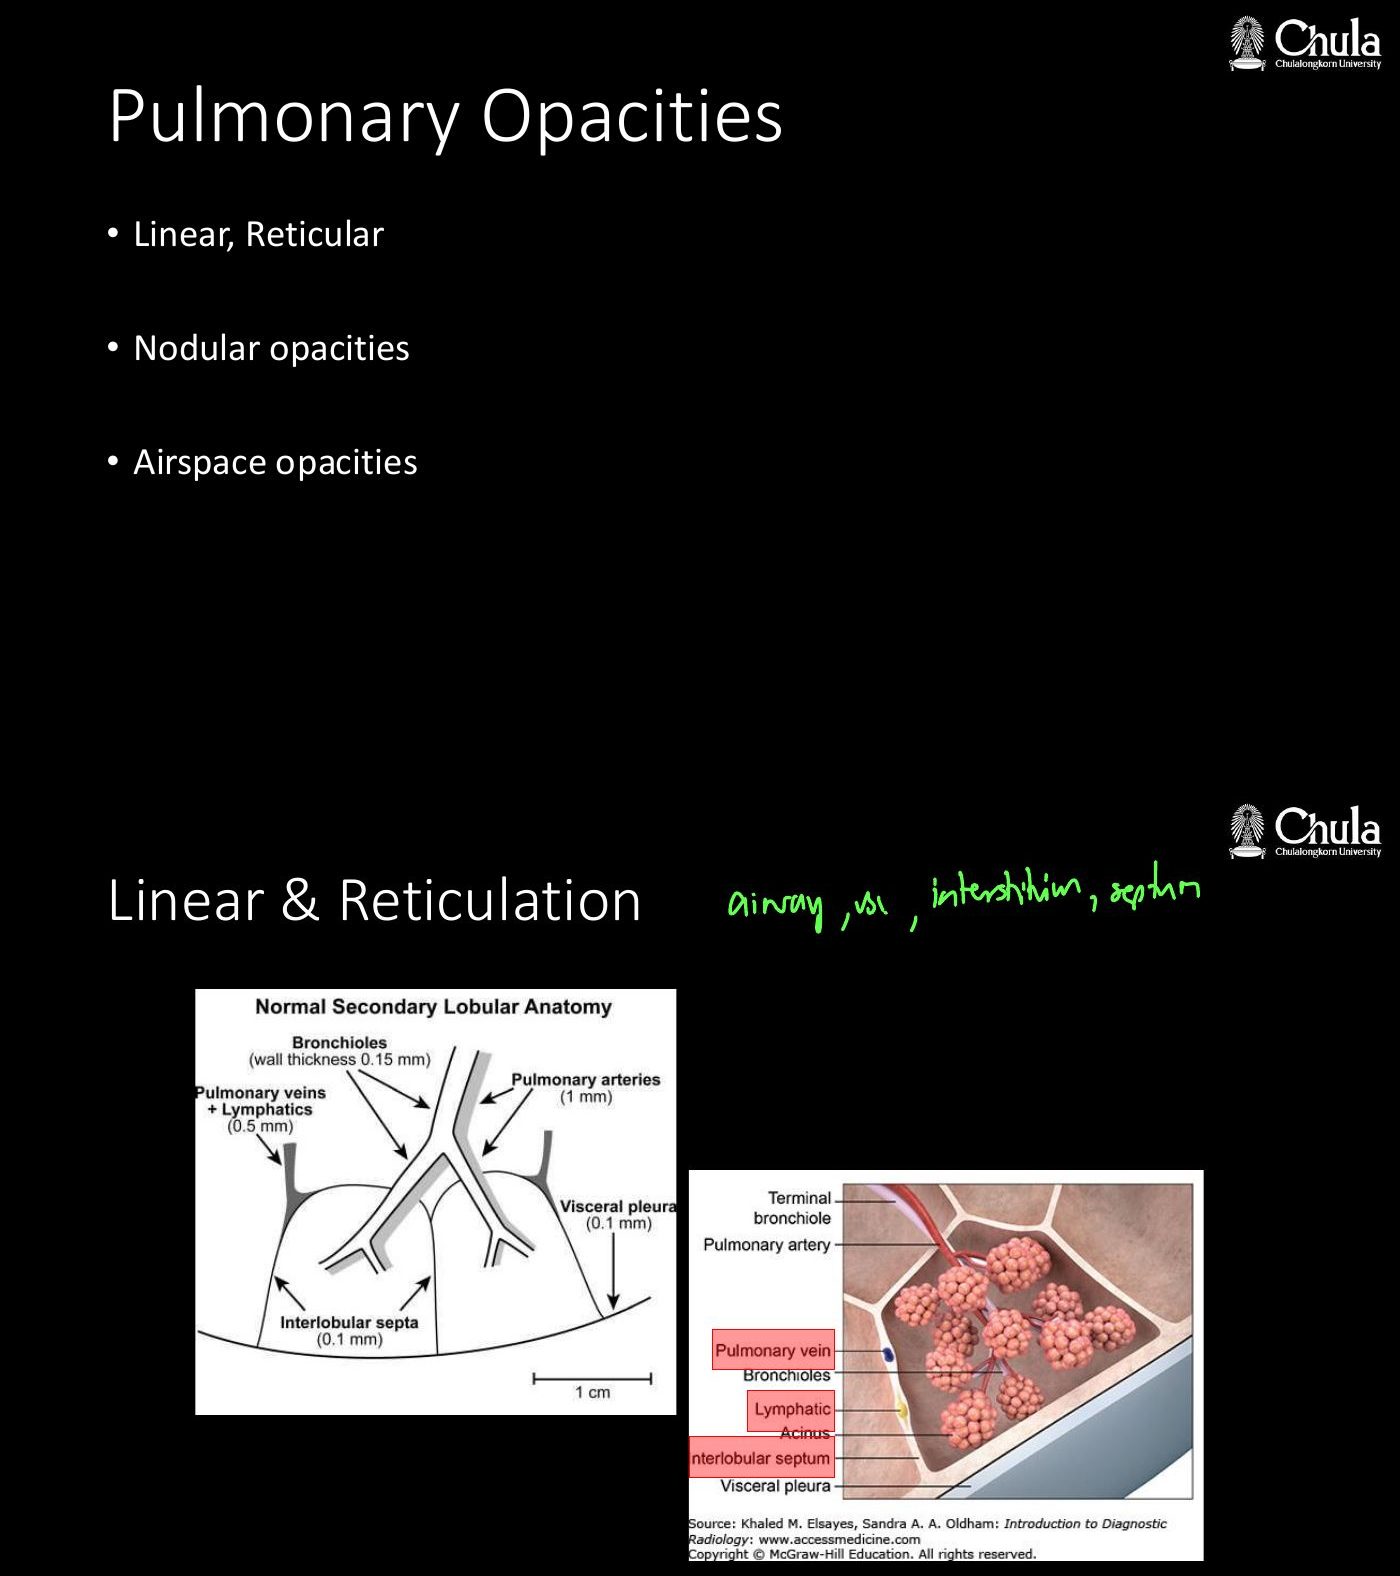 Chula
Chulalongkorn University
Pulmonary Opacities
• Linear, Reticular
• Nodular opacities
• Airspace opacities
Chula
Chulalongkorn University
Linear & Reticulation
airway, , interstitium, septum
Normal Secondary Lobular Anatomy
Bronchioles
(wall thickness 0.15 mm)
Pulmonary veins
+ Lymphatics
(0.5 mm)
Pulmonary arteries
(1 mm)
Visceral pleura
(0.1 mm)
Interlobular septa
(0.1 mm)
1 cm
Terminal
bronchiole
Pulmonary artery
Pulmonary vein
Bronchioles
Lymphatic
Acinus
nterlobular septum
Visceral pleura
Source: Khaled M. Elsayes, Sandra A. A. Oldham: Introduction to Diagnostic
Radiology: www.accessmedicine.com
Copyright © McGraw-Hill Education. All rights reserved.